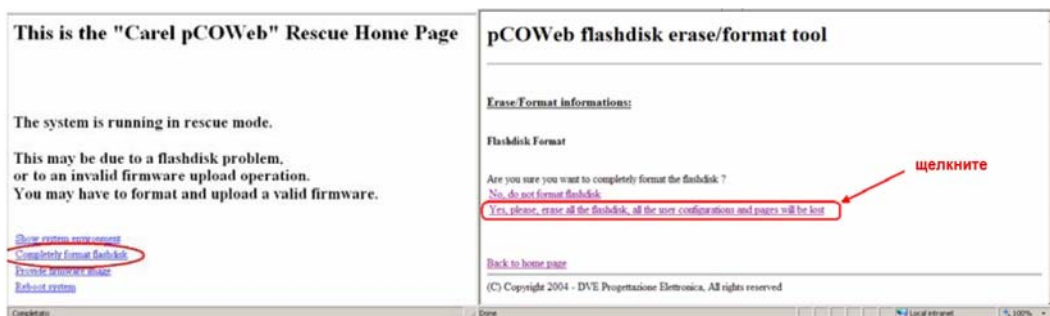 This is the "Carel pCOWeb" Rescue Home Page
The system is running in rescue mode.
This may be due to a flashdisk problem,
or to an invalid firmware upload operation.
You may have to format and upload a valid firmware.
Show system environment
Completely format flashdisk
Provide firmware image
Reboot system
Completato
pCOWeb flashdisk erase/format tool
Erase/Format informations:
Flashdisk Format
Are you sure you want to completely format the flashdisk ?
No, do not format flashdisk
Yes, please, erase all the flashdisk, all the user configurations and pages will be lost
щелкните
Back to home page
(C) Copyright 2004 - DVE Progettazione Elettronica, All rights reserved
Done
Local intranet
100%